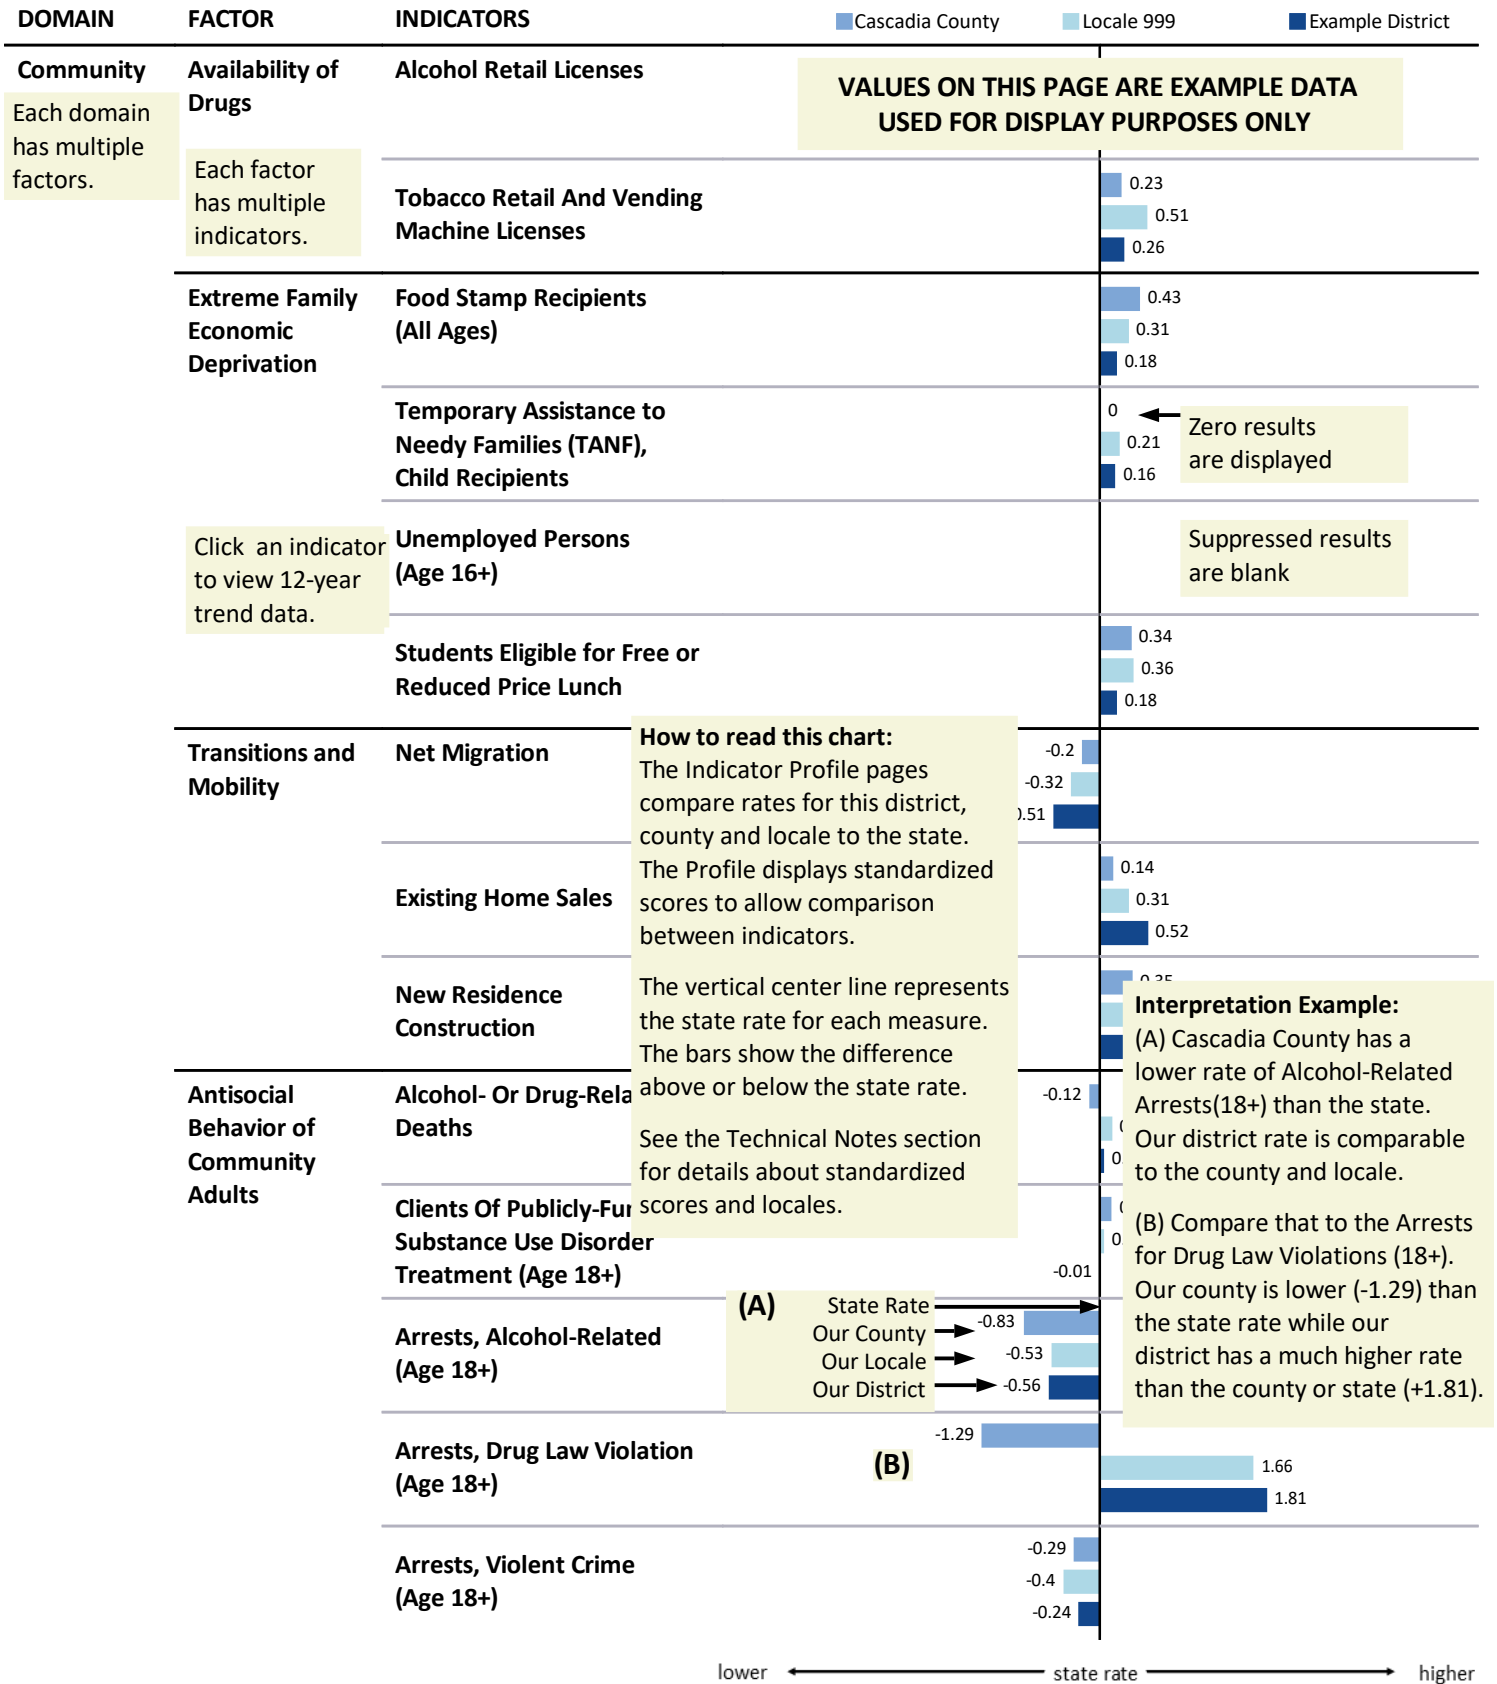 DOMAIN FACTOR INDICATORS Cascadia County Locale 999 Example District
Community
Each domain
has multiple
factors.
Availability of
Drugs
Each factor
has multiple
indicators.
Alcohol Retail Licenses
VALUES ON THIS PAGE ARE EXAMPLE DATA
USED FOR DISPLAY PURPOSES ONLY
Tobacco Retail And Vending
Machine Licenses
0.23
0.51
0.26
Extreme Family
Economic
Deprivation
Food Stamp Recipients
(All Ages)
0.43
0.31
0.18
Temporary Assistance to
Needy Families (TANF),
Child Recipients
0
0.21
0.16
Zero results
are displayed
Click an indicator
to view 12-year
trend data.
Unemployed Persons
(Age 16+)
Suppressed results
are blank
Students Eligible for Free or
Reduced Price Lunch
0.34
0.36
0.18
Transitions and
Mobility
Net Migration
-0.2
-0.32
.51
How to read this chart:
The Indicator Profile pages
compare rates for this district,
county and locale to the state.
The Profile displays standardized
scores to allow comparison
between indicators.
The vertical center line represents
the state rate for each measure.
The bars show the difference
above or below the state rate.
See the Technical Notes section
for details about standardized
scores and locales.
Existing Home Sales
0.14
0.31
0.52
New Residence
Construction
Interpretation Example:
(A) Cascadia County has a
lower rate of Alcohol-Related
Arrests(18+) than the state.
Our district rate is comparable
to the county and locale.
(B) Compare that to the Arrests
for Drug Law Violations (18+).
Our county is lower (-1.29) than
the state rate while our
district has a much higher rate
than the county or state (+1.81).
Antisocial
Behavior of
Community
Adults
Alcohol- Or Drug-Rela
Deaths
-0.12
0.
Clients Of Publicly-Fu
Substance Use Disorder
Treatment (Age 18+)
0.
-0.01
Arrests, Alcohol-Related
(Age 18+)
(A) State Rate
Our County -0.83
Our Locale -0.53
Our District -0.56
Arrests, Drug Law Violation
(Age 18+)
(B)
-1.29
1.66
1.81
Arrests, Violent Crime
(Age 18+)
-0.29
-0.4
-0.24
lower state rate higher